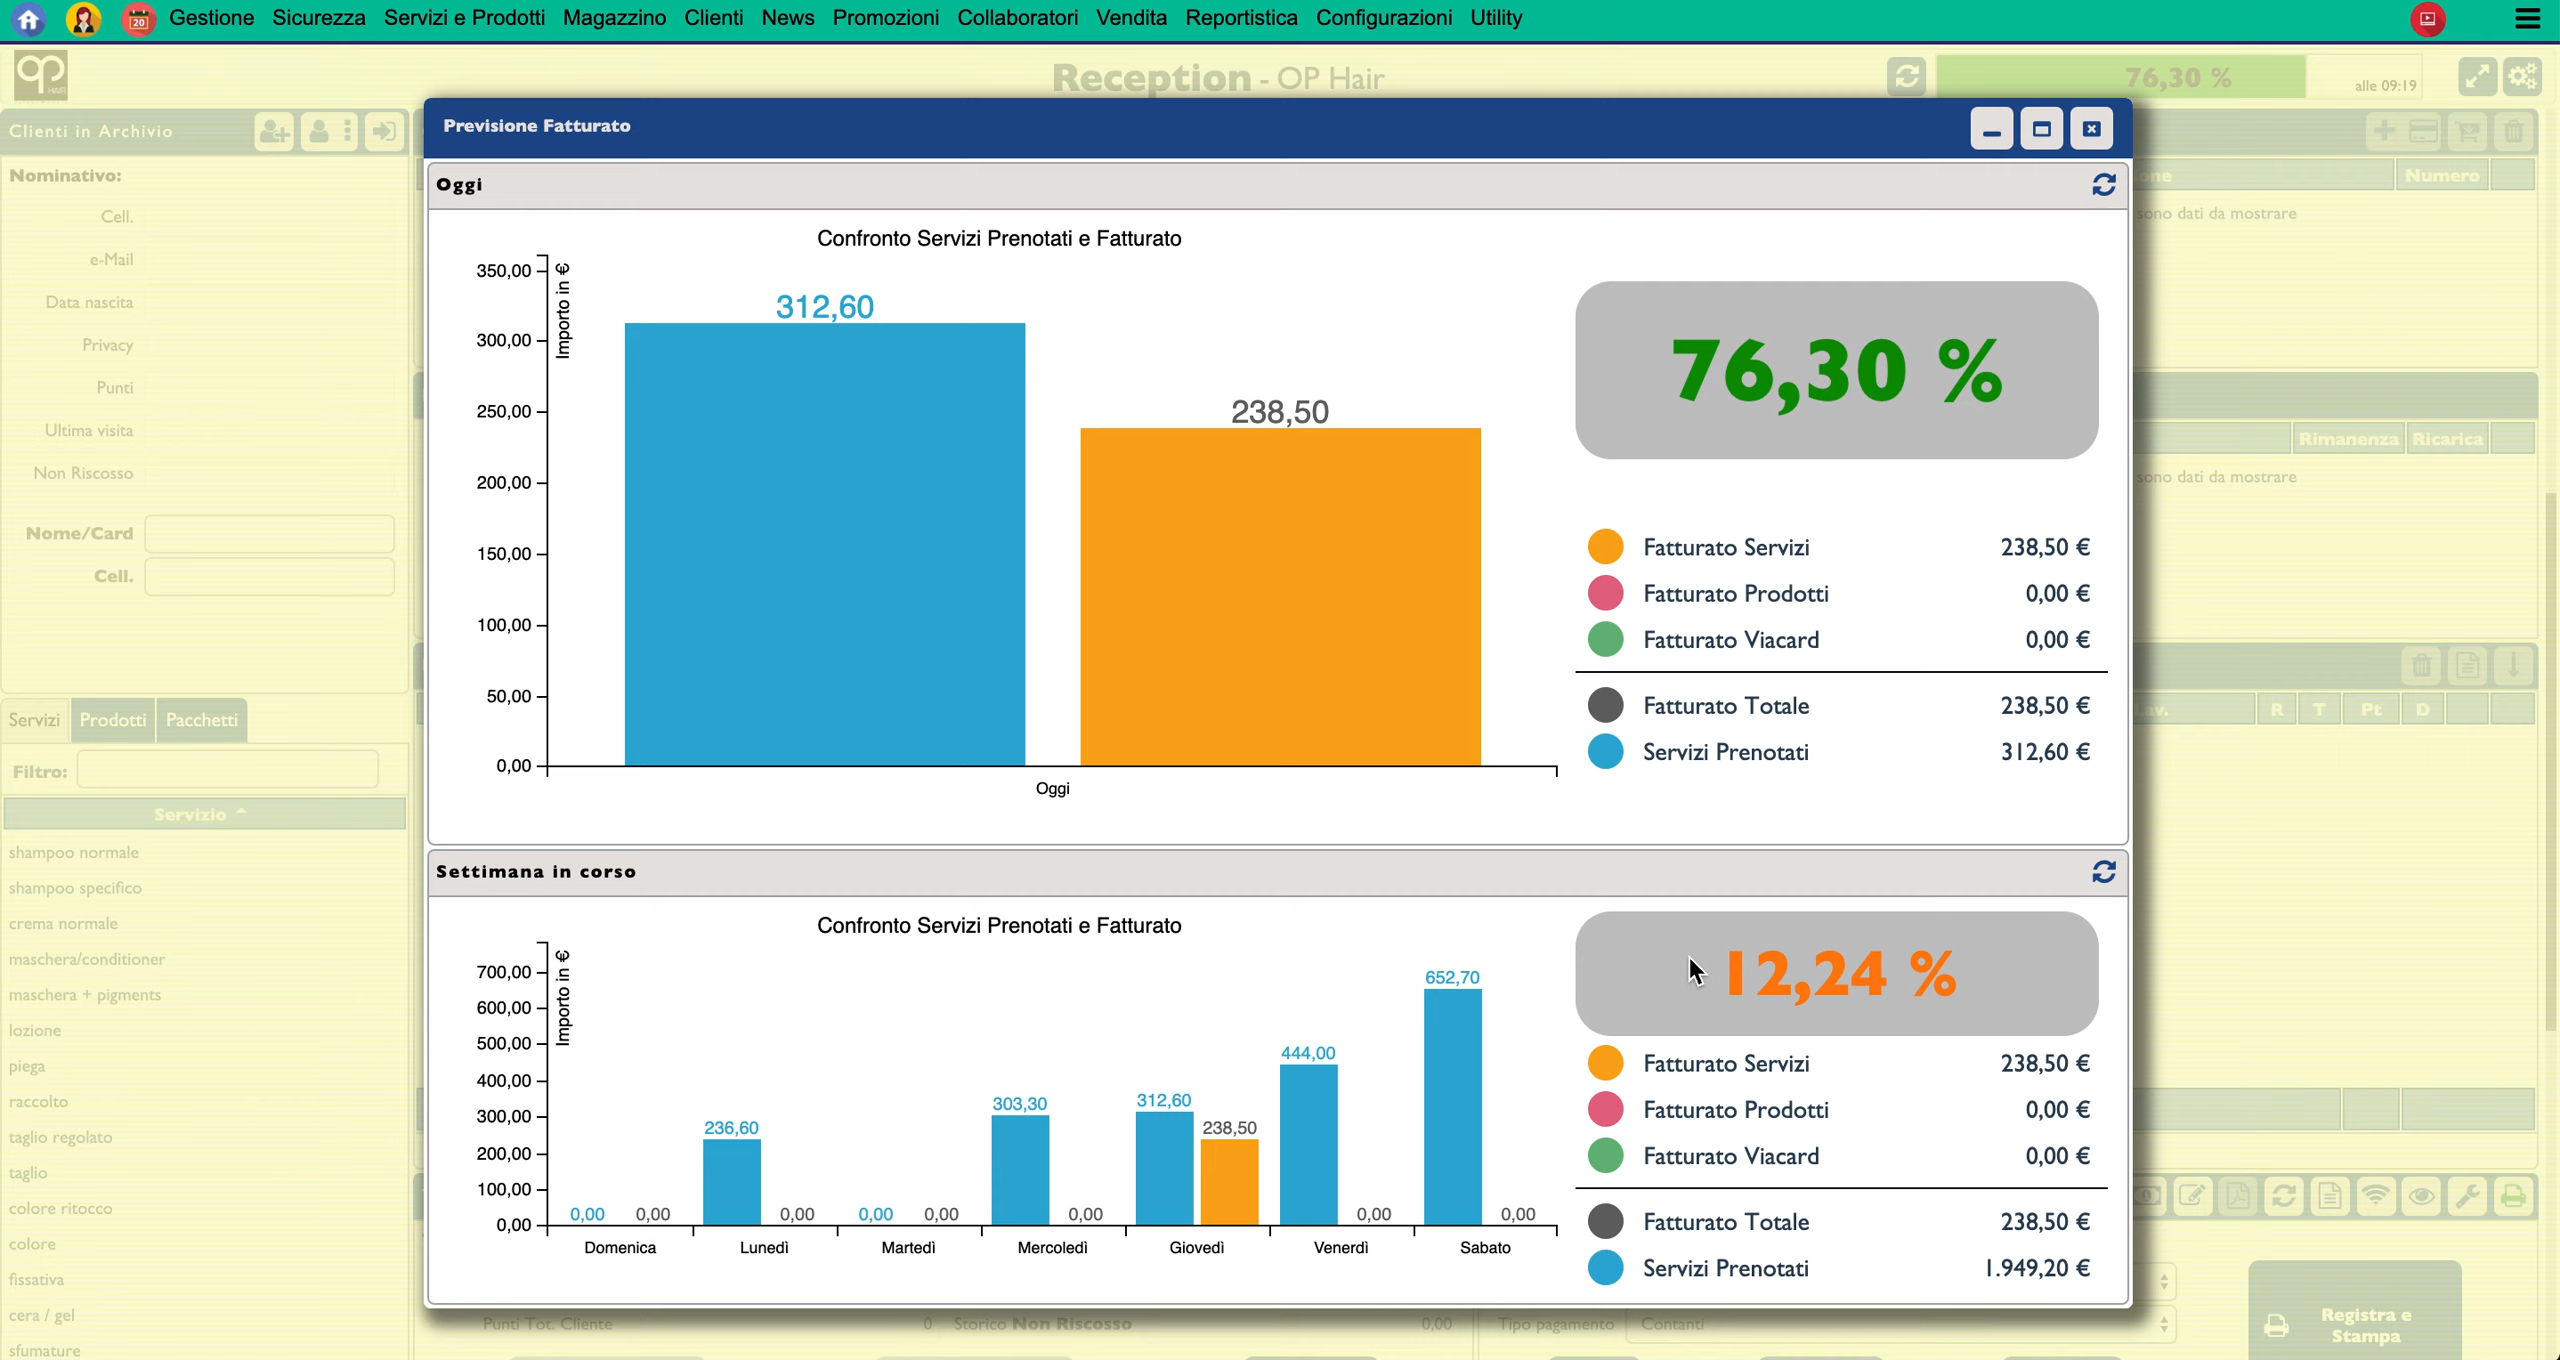 20
Gestione Sicurezza Servizi e Prodotti Magazzino Clienti News Promozioni Collaboratori Vendita Reportistica Configurazioni Utility
op
HAIR
Reception - OP Hair
76,30 %
alle 09:19
Clienti in Archivio
Nominativo:
Cell.
e-Mail
Data nascita
Privacy
Punti
Ultima visita
Non Riscosso
Nome/Card
Cell.
Servizi Prodotti Pacchetti
Filtro:
Servizio
shampoo normale
shampoo specifico
crema normale
maschera/conditioner
maschera + pigments
lozione
piega
raccolto
taglio regolato
taglio
colore ritocco
colore
fissativa
cera / gel
sfumature
Previsione Fatturato
Oggi
Confronto Servizi Prenotati e Fatturato
Importo in €
350,00
300,00
250,00
200,00
150,00
100,00
50,00
0,00
312,60
238,50
Oggi
76,30 %
Fatturato Servizi 238,50 €
Fatturato Prodotti 0,00 €
Fatturato Viacard 0,00 €
Fatturato Totale 238,50 €
Servizi Prenotati 312,60 €
Settimana in corso
Confronto Servizi Prenotati e Fatturato
Importo in €
700,00
600,00
500,00
400,00
300,00
200,00
100,00
0,00
0,00 0,00 236,60 0,00 0,00 0,00 303,30 0,00 312,60 238,50 444,00 0,00 652,70 0,00
Domenica Lunedì Martedì Mercoledì Giovedì Venerdì Sabato
12,24 %
Fatturato Servizi 238,50 €
Fatturato Prodotti 0,00 €
Fatturato Viacard 0,00 €
Fatturato Totale 238,50 €
Servizi Prenotati 1.949,20 €
Numero
sono dati da mostrare
Rimanenza Ricarica
sono dati da mostrare
R T Pt D
Punti Tot. Cliente 0 Storico Non Riscosso 0,00 Tipo pagamento Contanti
Registra e
Stampa